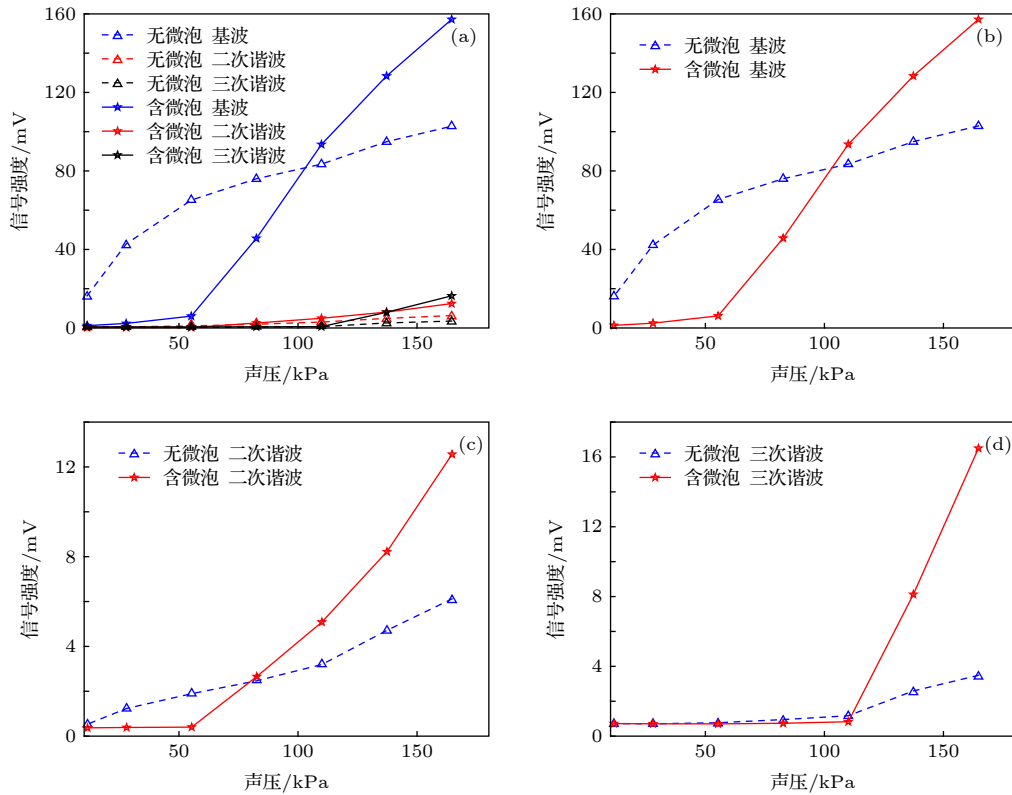 160
120
80
40
0
50
100
150
信号强度/mV
声压/kPa
(a)
无微泡 基波
无微泡 二次谐波
无微泡 三次谐波
含微泡 基波
含微泡 二次谐波
含微泡 三次谐波
160
120
80
40
0
50
100
150
信号强度/mV
声压/kPa
(b)
无微泡 基波
含微泡 基波
12
8
4
0
50
100
150
信号强度/mV
声压/kPa
(c)
无微泡 二次谐波
含微泡 二次谐波
16
12
8
4
0
50
100
150
信号强度/mV
声压/kPa
(d)
无微泡 三次谐波
含微泡 三次谐波